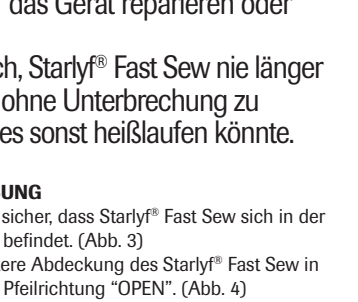 das Gerät reparieren oder
ch, Starlyf® Fast Sew nie länger
ohne Unterbrechung zu
es sonst heißlaufen könnte.
UNG
sicher, dass Starlyf® Fast Sew sich in der
befindet. (Abb. 3)
ere Abdeckung des Starlyf® Fast Sew in
Pfeilrichtung “OPEN”. (Abb. 4)